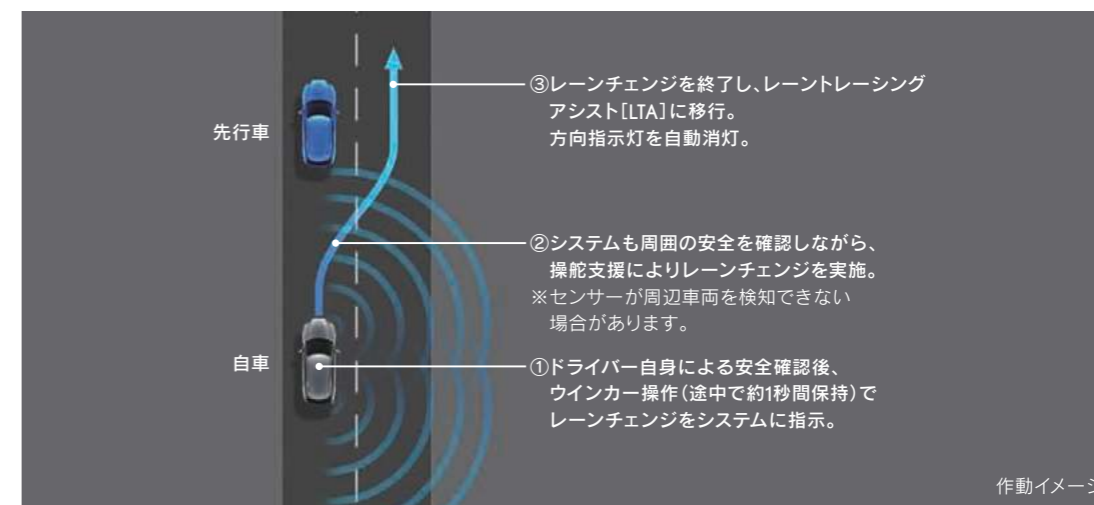 ③レーンチェンジを終了し、レーントレーシング
アシスト[LTA]に移行。
方向指示灯を自動消灯。
先行車
②システムも周囲の安全を確認しながら、
操舵支援によりレーンチェンジを実施。
※センサーが周辺車両を検知できない
場合があります。
自車
①ドライバー自身による安全確認後、
ウインカー操作(途中で約1秒間保持)で
レーンチェンジをシステムに指示。
作動イメージ